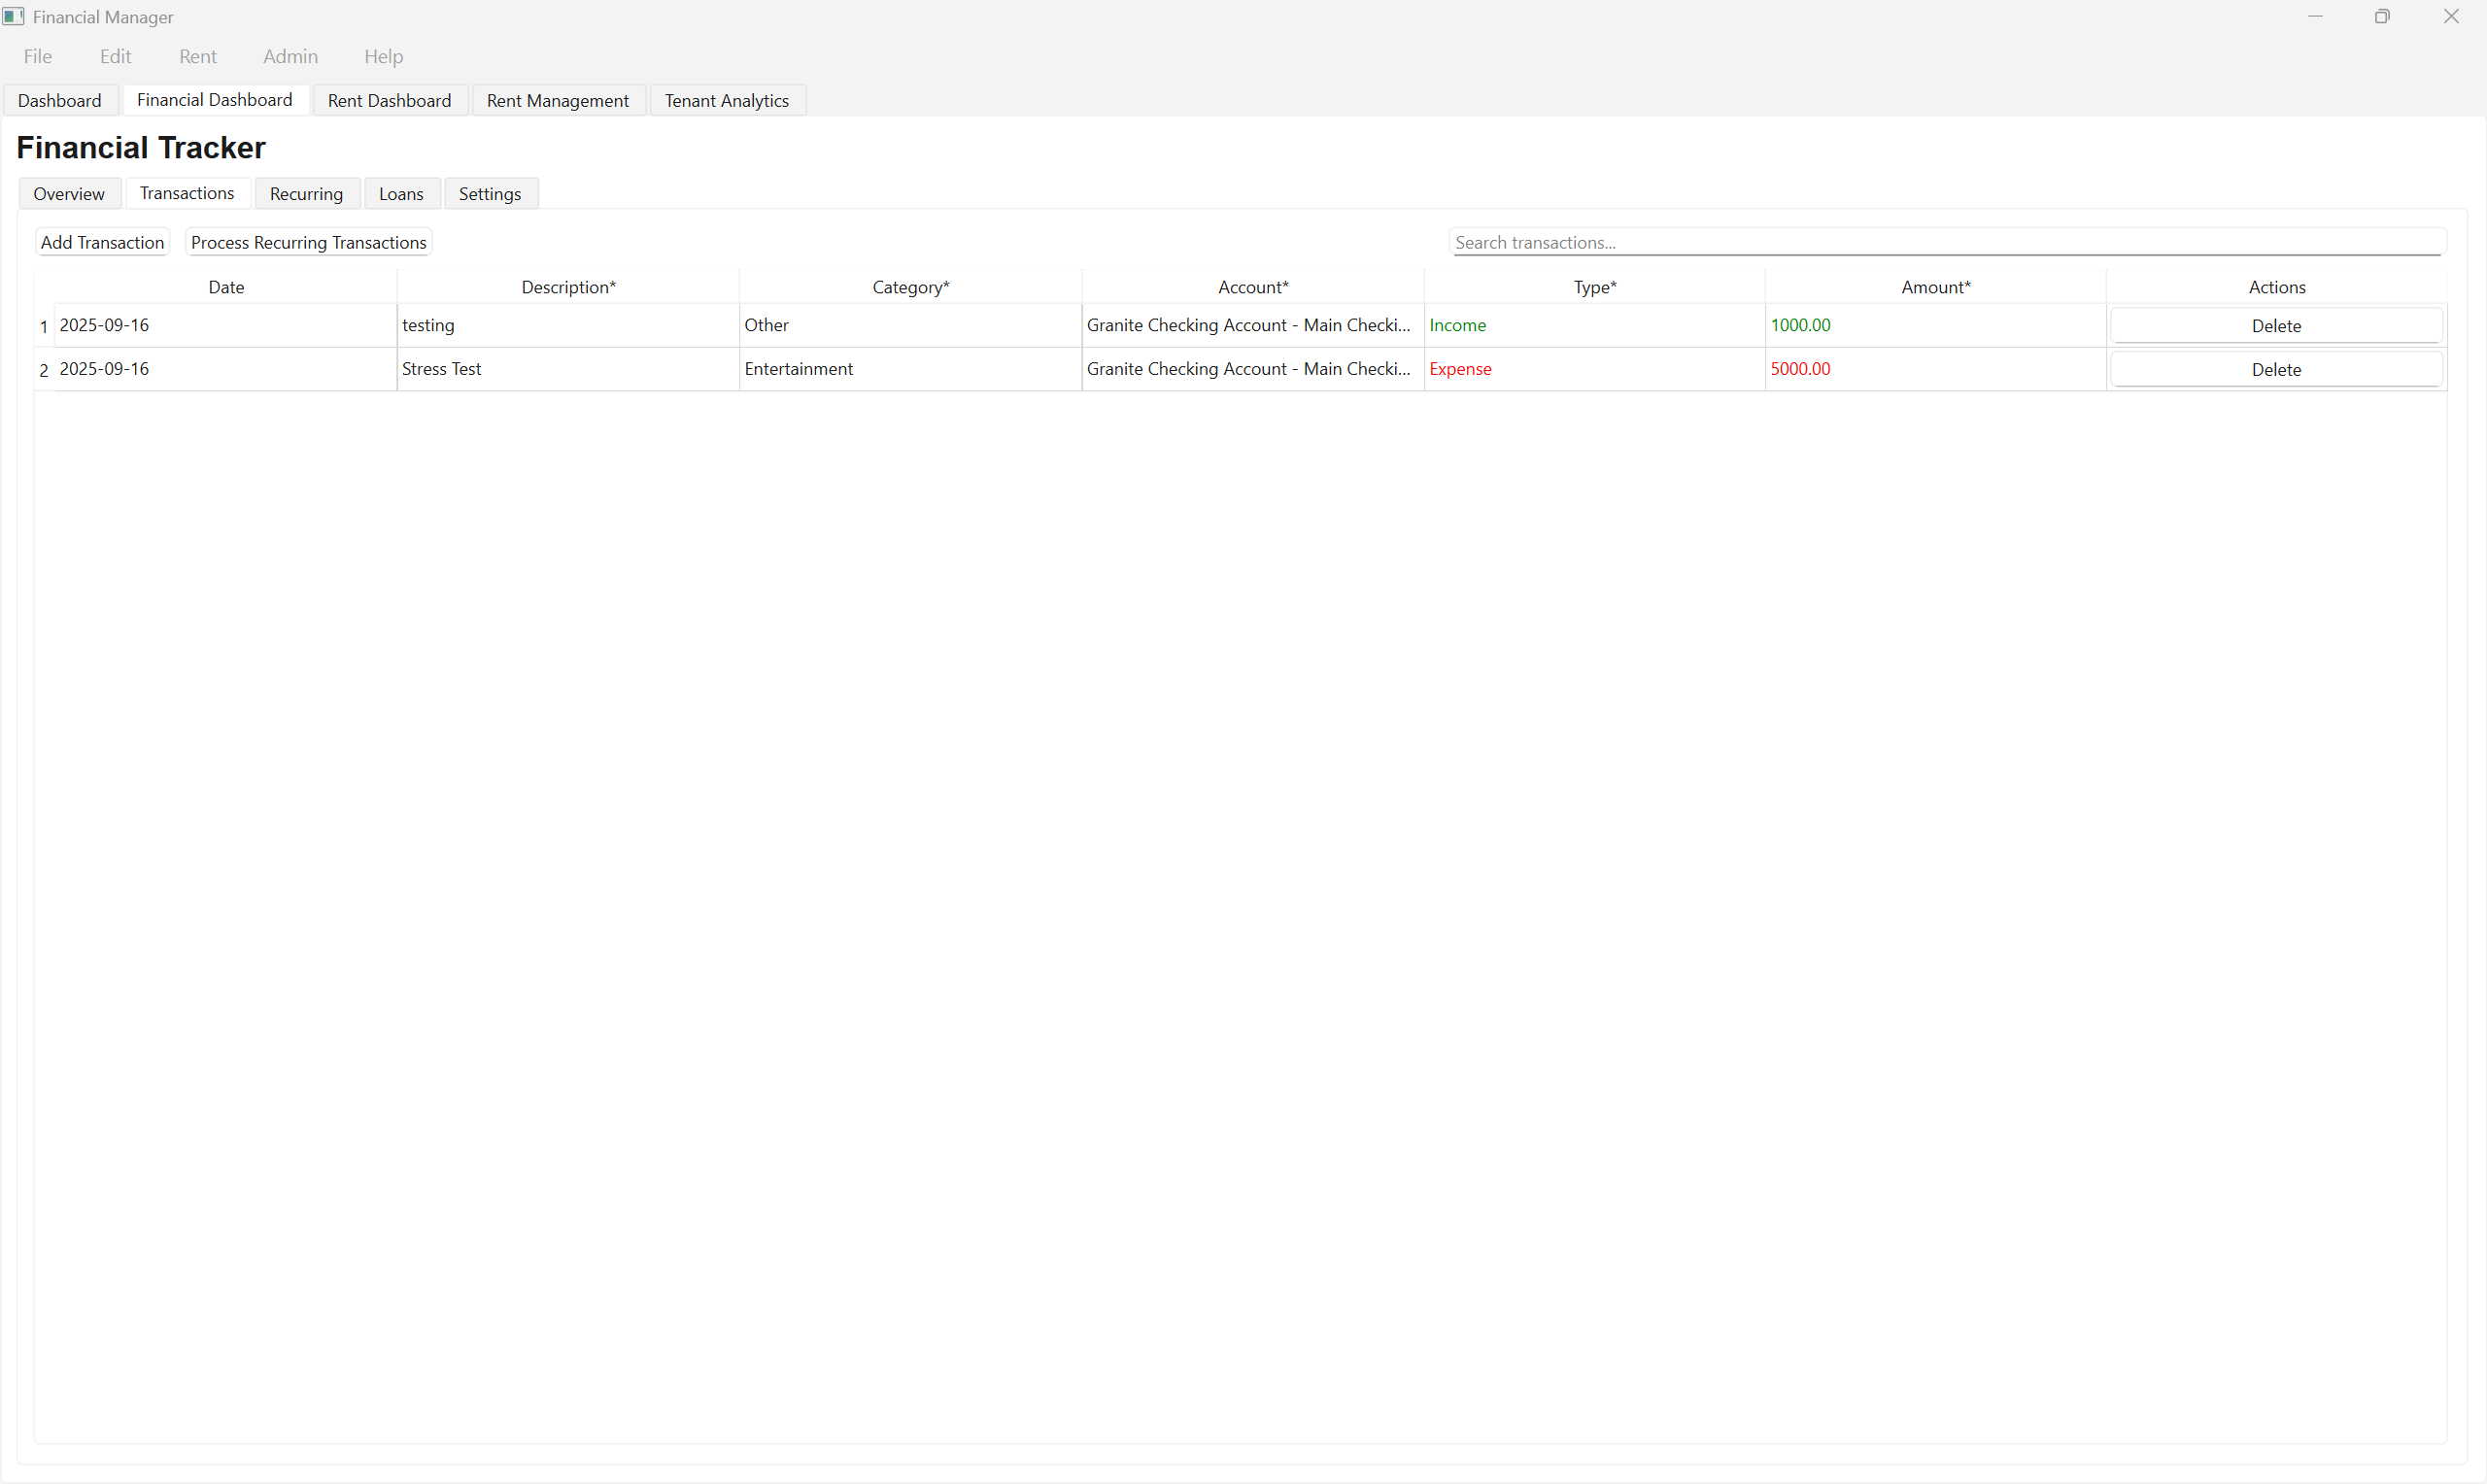 Financial Manager
File Edit Rent Admin Help
Dashboard Financial Dashboard Rent Dashboard Rent Management Tenant Analytics
Financial Tracker
Overview Transactions Recurring Loans Settings
Add Transaction Process Recurring Transactions Search transactions...
Date Description* Category* Account* Type* Amount* Actions
1 2025-09-16 testing Other Granite Checking Account - Main Checki... Income 1000.00 Delete
2 2025-09-16 Stress Test Entertainment Granite Checking Account - Main Checki... Expense 5000.00 Delete